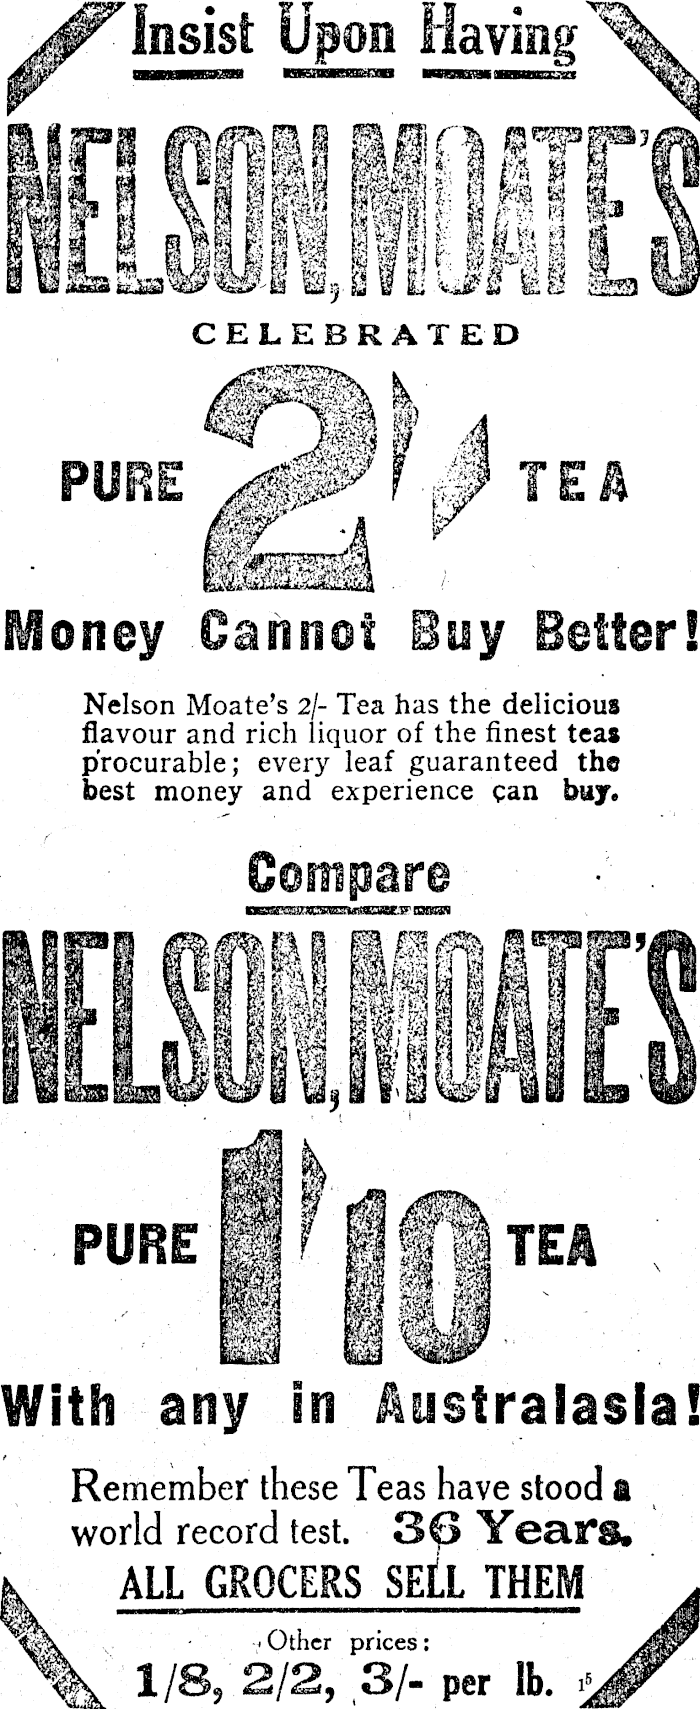 Insist Upon Having
NELSON, MOATE'S
CELEBRATED
PURE 2/- TEA
Money Cannot Buy Better!
Nelson Moate's 2/- Tea has the delicious
flavour and rich liquor of the finest teas
procurable; every leaf guaranteed the
best money and experience can buy.
Compare
NELSON, MOATE'S
PURE 1/10 TEA
With any in Australasia!
Remember these Teas have stood a
world record test. 36 Years.
ALL GROCERS SELL THEM
Other prices:
1/8, 2/2, 3/- per lb. 15